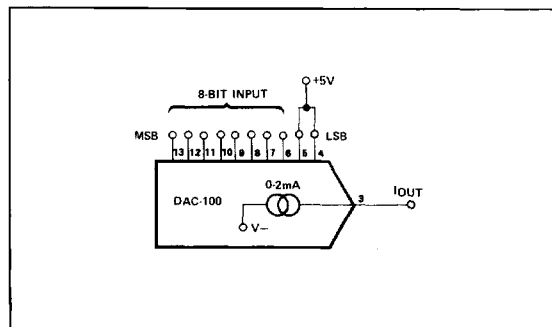 +5V
8-BIT INPUT
MSB
LSB
13 12 11 10 9 8 7 6 5 4
0-2mA
DAC-100
3
IOUT
V−